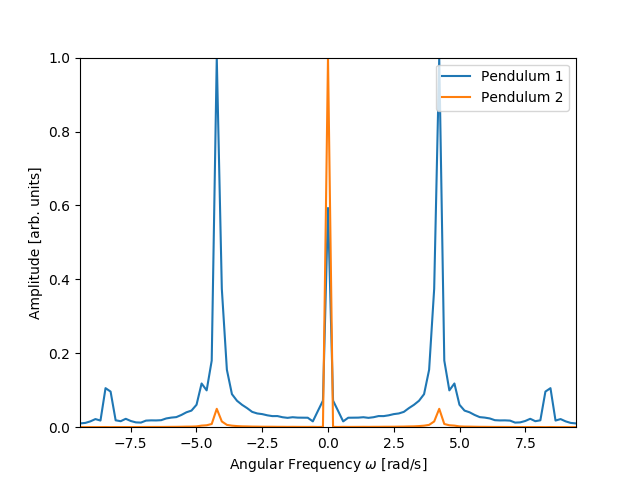 1.0
0.8
0.6
0.4
0.2
0.0
Amplitude [arb. units]
Pendulum 1
Pendulum 2
−7.5 −5.0 −2.5 0.0 2.5 5.0 7.5
Angular Frequency ω [rad/s]